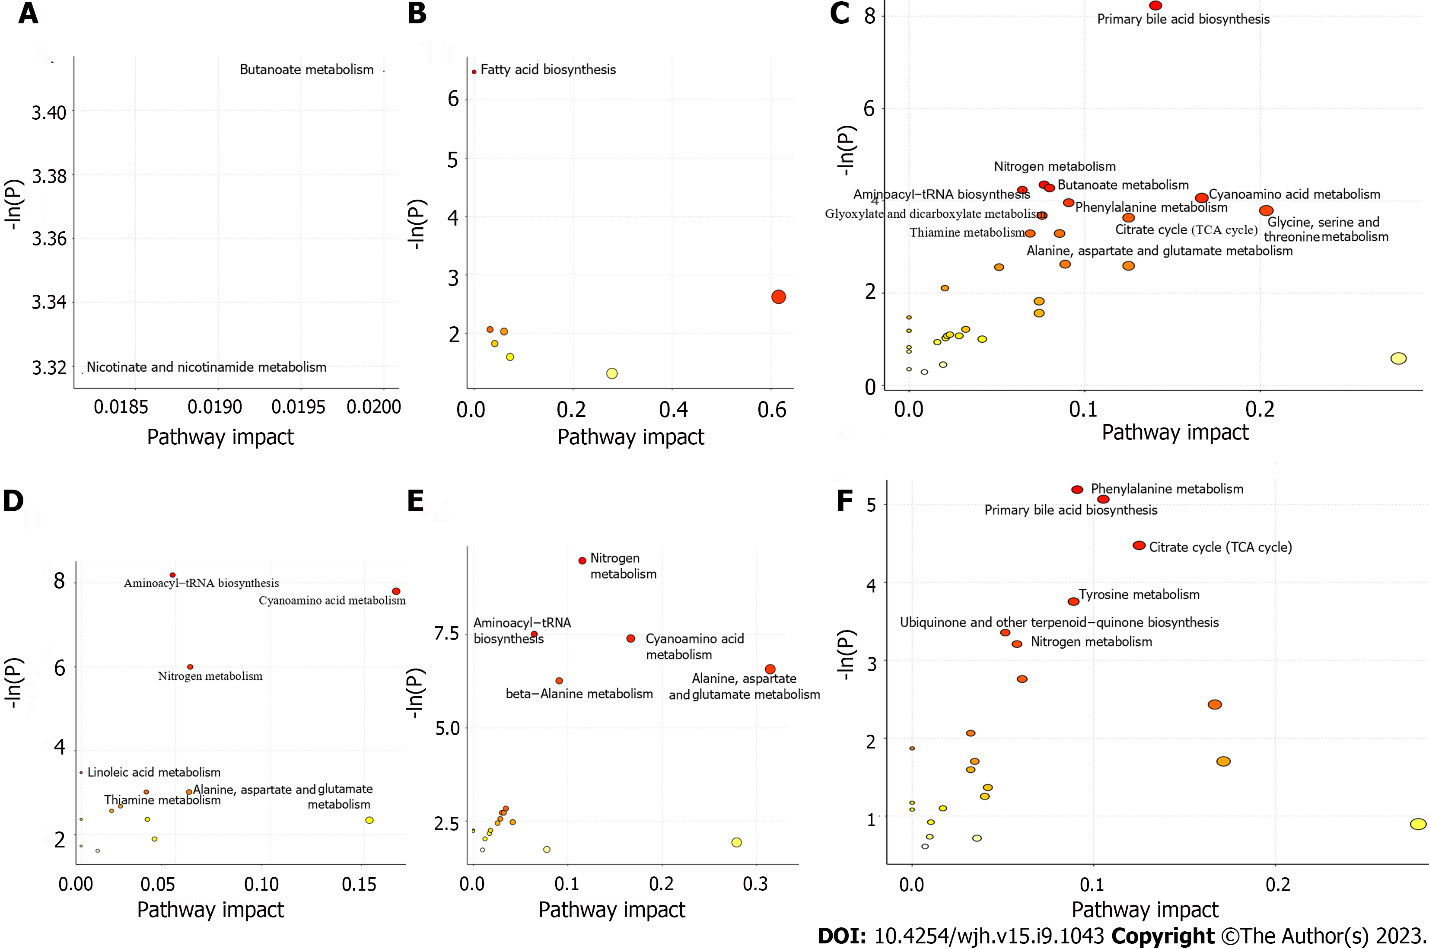 A
Butanoate metabolism
3.40
3.38
3.36
3.34
3.32
-ln(P)
Nicotinate and nicotinamide metabolism
0.0185
0.0190
0.0195
0.0200
Pathway impact
B
Fatty acid biosynthesis
6
5
4
3
2
-ln(P)
0.0
0.2
0.4
0.6
Pathway impact
C
8
6
4
2
0
-ln(P)
Primary bile acid biosynthesis
Nitrogen metabolism
Butanoate metabolism
Aminoacyl−tRNA biosynthesis
Cyanoamino acid metabolism
Phenylalanine metabolism
Glyoxylate and dicarboxylate metabolism
Glycine, serine and
threonine metabolism
Citrate cycle (TCA cycle)
Thiamine metabolism
Alanine, aspartate and glutamate metabolism
0.0
0.1
0.2
Pathway impact
D
8
6
4
2
-ln(P)
Aminoacyl−tRNA biosynthesis
Cyanoamino acid metabolism
Nitrogen metabolism
Linoleic acid metabolism
Alanine, aspartate and glutamate
metabolism
Thiamine metabolism
0.00
0.05
0.10
0.15
Pathway impact
E
7.5
5.0
2.5
-ln(P)
Nitrogen
metabolism
Aminoacyl−tRNA
biosynthesis
Cyanoamino acid
metabolism
Alanine, aspartate
and glutamate metabolism
beta−Alanine metabolism
0.0
0.1
0.2
0.3
Pathway impact
F
5
4
3
2
1
-ln(P)
Phenylalanine metabolism
Primary bile acid biosynthesis
Citrate cycle (TCA cycle)
Tyrosine metabolism
Ubiquinone and other terpenoid−quinone biosynthesis
Nitrogen metabolism
0.0
0.1
0.2
Pathway impact
DOI: 10.4254/wjh.v15.i9.1043 Copyright ©The Author(s) 2023.